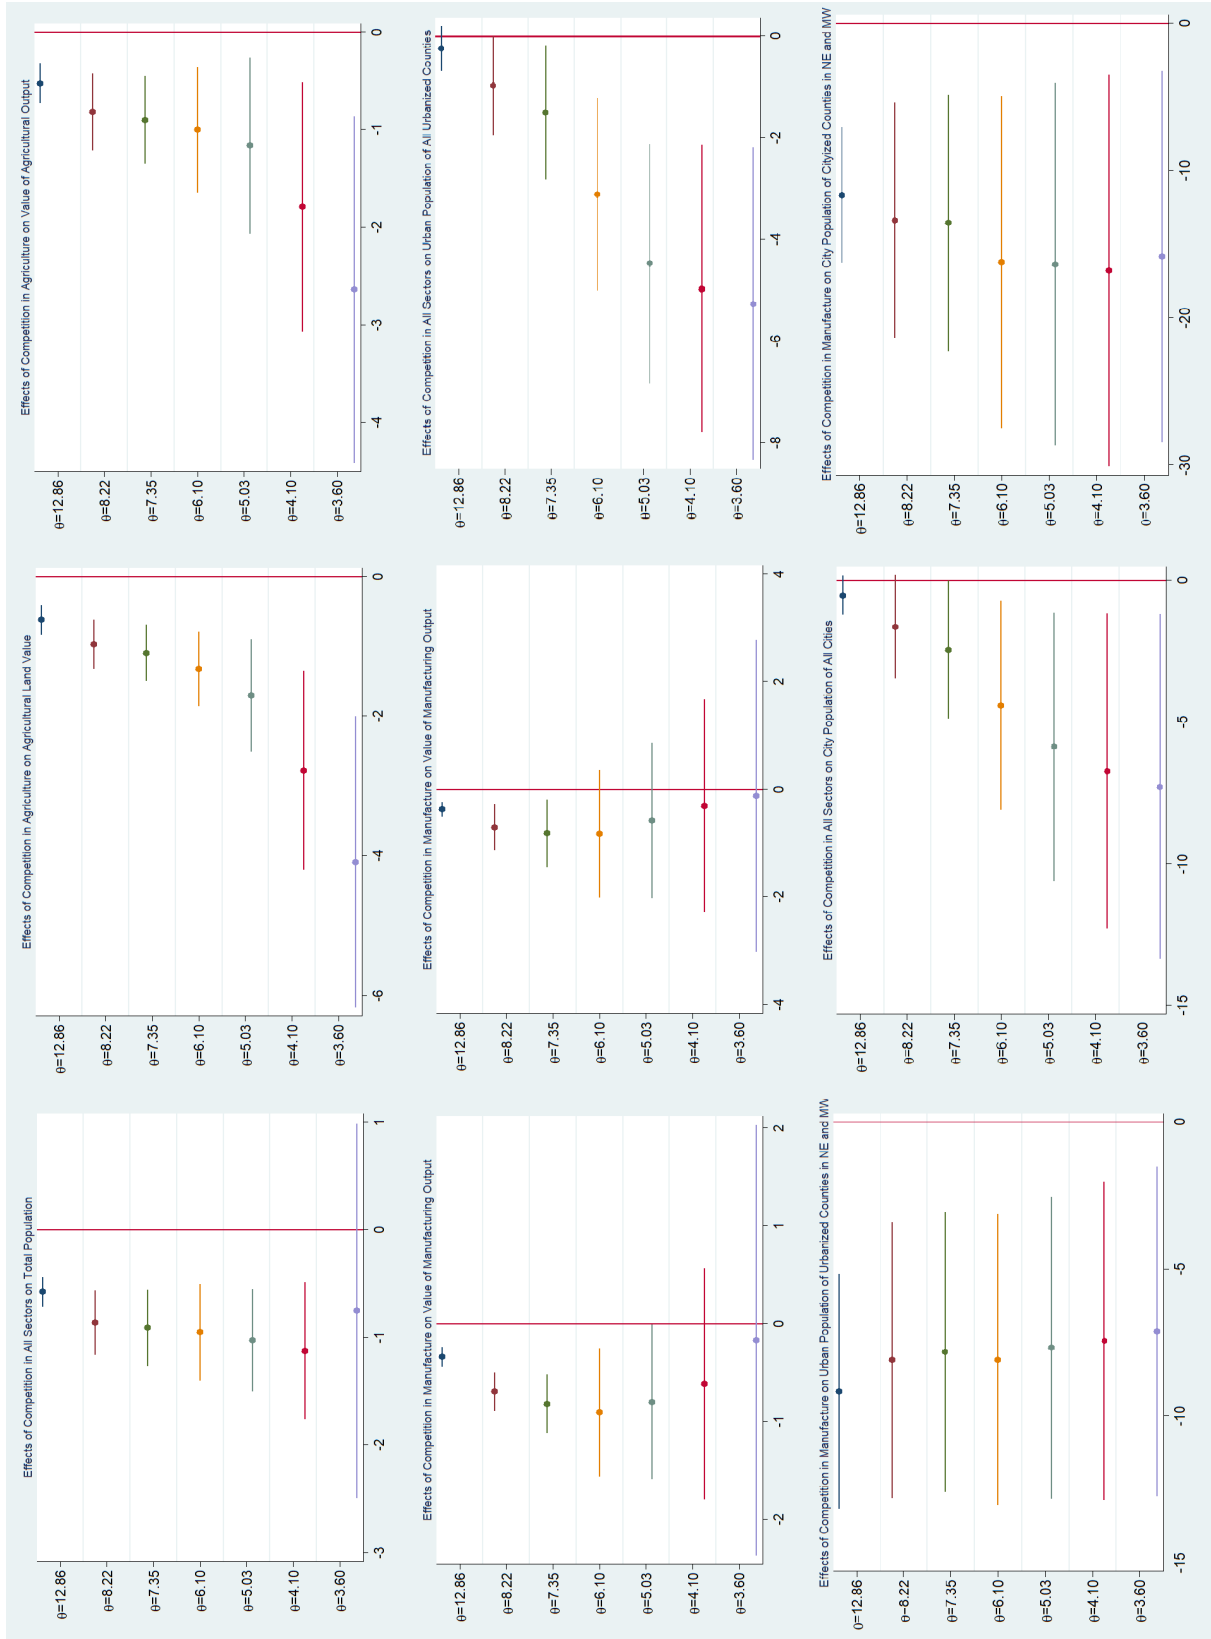 Effects of Competition in All Sectors on Total Population
θ=12.86
θ=8.22
θ=7.35
θ=6.10
θ=5.03
θ=4.10
θ=3.60
-3 -2 -1 0 1
Effects of Competition in Agriculture on Agricultural Land Value
θ=12.86
θ=8.22
θ=7.35
θ=6.10
θ=5.03
θ=4.10
θ=3.60
-6 -4 -2 0
Effects of Competition in Agriculture on Value of Agricultural Output
θ=12.86
θ=8.22
θ=7.35
θ=6.10
θ=5.03
θ=4.10
θ=3.60
-4 -3 -2 -1 0
Effects of Competition in Manufacture on Value of Manufacturing Output
θ=12.86
θ=8.22
θ=7.35
θ=6.10
θ=5.03
θ=4.10
θ=3.60
-2 -1 0 1 2
Effects of Competition in Manufacture on Value of Manufacturing Output
θ=12.86
θ=8.22
θ=7.35
θ=6.10
θ=5.03
θ=4.10
θ=3.60
-4 -2 0 2 4
Effects of Competition in All Sectors on Urban Population of All Urbanized Counties
θ=12.86
θ=8.22
θ=7.35
θ=6.10
θ=5.03
θ=4.10
θ=3.60
-8 -6 -4 -2 0
Effects of Competition in Manufacture on Urban Population of Urbanized Counties in NE and MW
θ=12.86
θ=8.22
θ=7.35
θ=6.10
θ=5.03
θ=4.10
θ=3.60
-15 -10 -5 0
Effects of Competition in All Sectors on City Population of All Cities
θ=12.86
θ=8.22
θ=7.35
θ=6.10
θ=5.03
θ=4.10
θ=3.60
-15 -10 -5 0
Effects of Competition in Manufacture on City Population of Cityized Counties in NE and MW
θ=12.86
θ=8.22
θ=7.35
θ=6.10
θ=5.03
θ=4.10
θ=3.60
-30 -20 -10 0